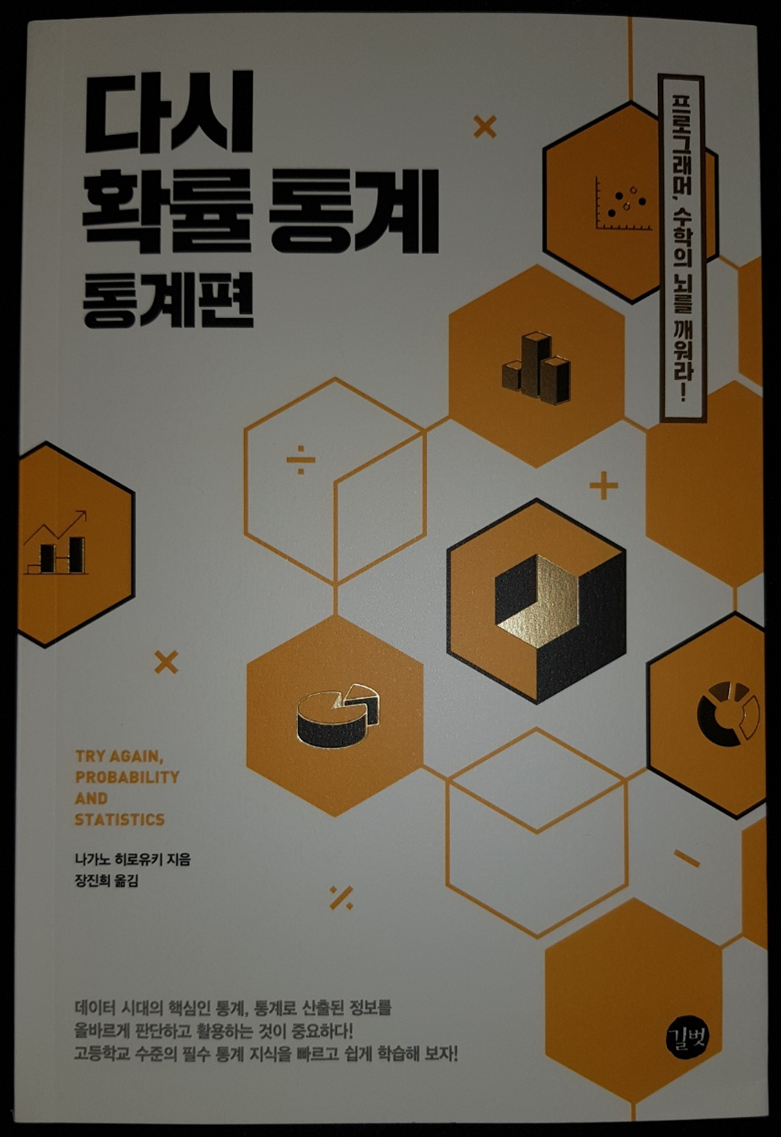 다시
확률 통계
통계편
프로그래머, 수학의 뇌를 깨워라!
TRY AGAIN,
PROBABILITY
AND
STATISTICS
나가노 히로유키 지음
장진희 옮김
데이터 시대의 핵심인 통계, 통계로 산출된 정보를
올바르게 판단하고 활용하는 것이 중요하다!
고등학교 수준의 필수 통계 지식을 빠르고 쉽게 학습해 보자!
길벗